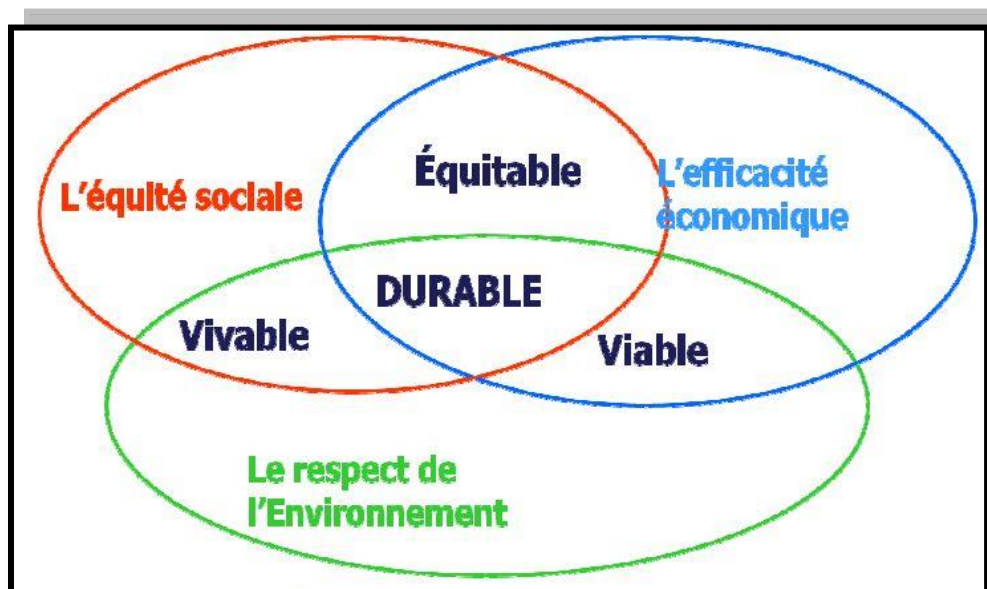 Équitable
L'équité sociale
L'efficacité
économique
DURABLE
Vivable
Viable
Le respect de
l'Environnement